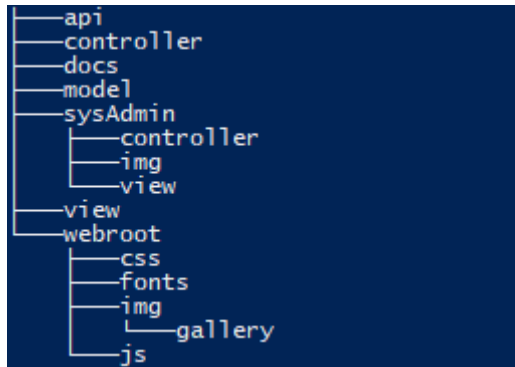 api
controller
docs
model
sysAdmin
controller
img
view
view
webroot
css
fonts
img
gallery
js